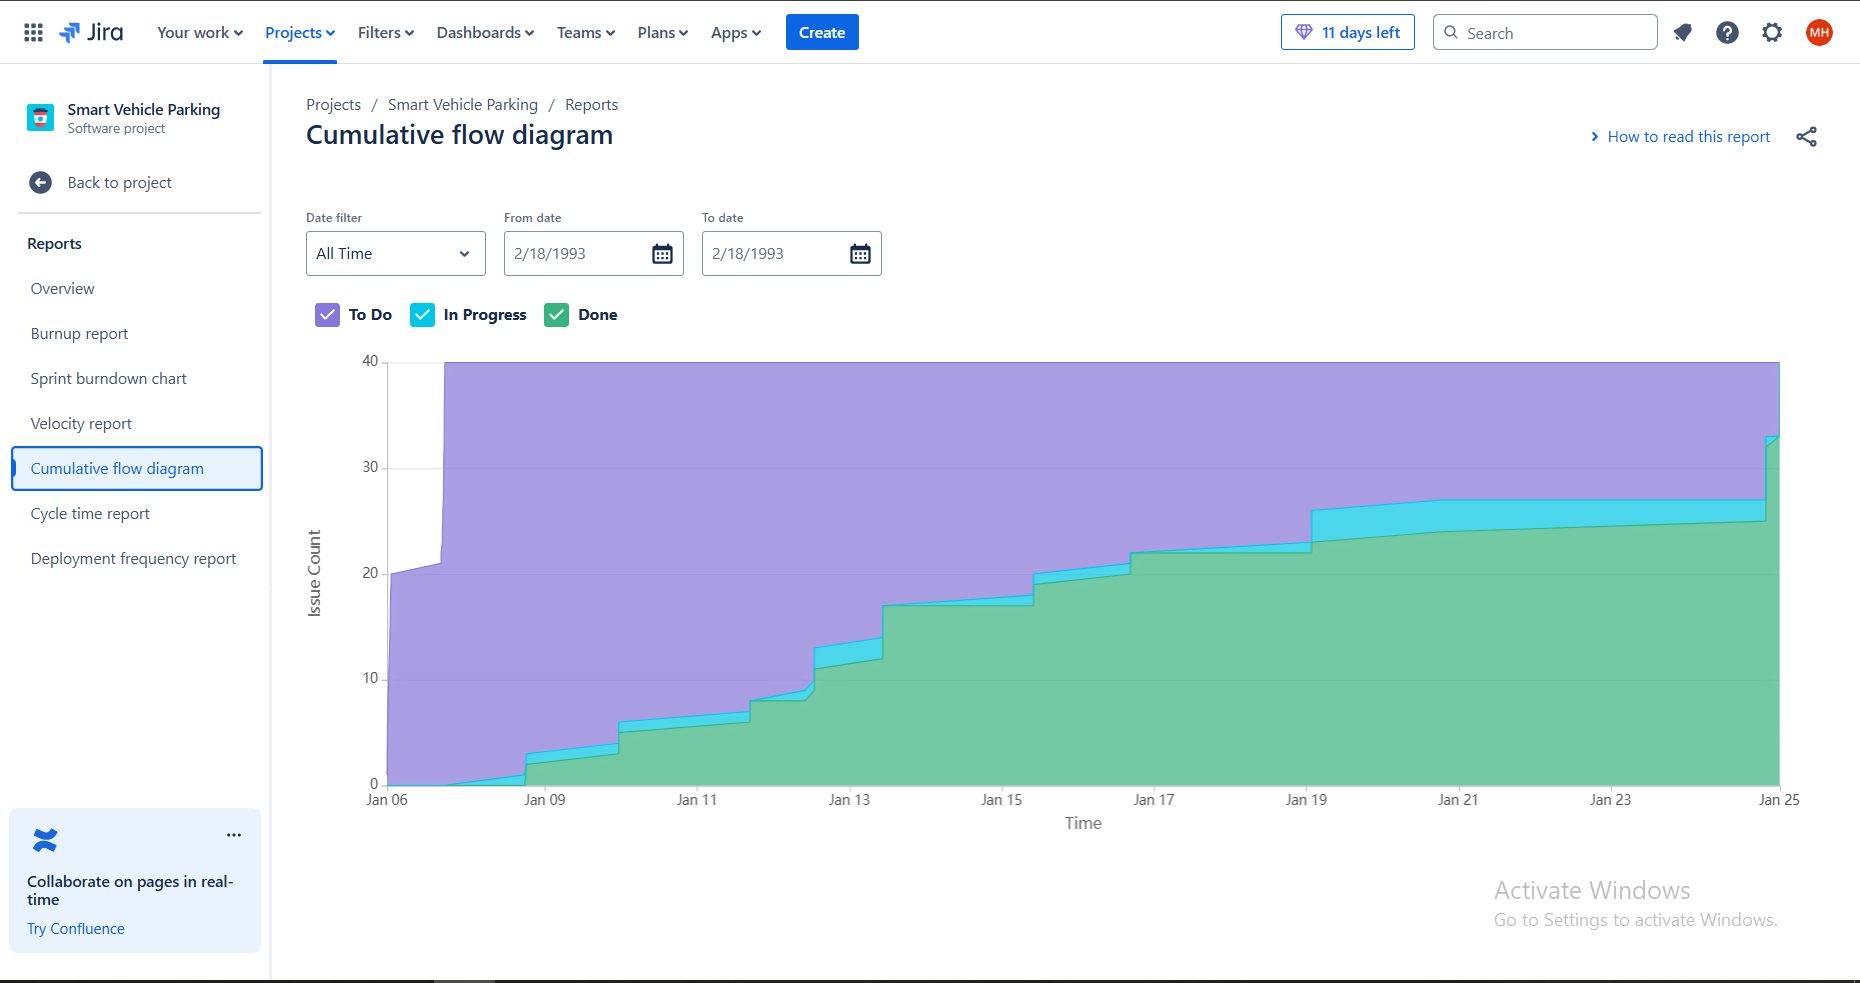 Jira Your work Projects Filters Dashboards Teams Plans Apps Create 11 days left Search MH
Smart Vehicle Parking
Software project
Back to project
Reports
Overview
Burnup report
Sprint burndown chart
Velocity report
Cumulative flow diagram
Cycle time report
Deployment frequency report
Collaborate on pages in real-
time
Try Confluence
Projects / Smart Vehicle Parking / Reports
Cumulative flow diagram
How to read this report
Date filter From date To date
All Time 2/18/1993 2/18/1993
To Do In Progress Done
40
30
20
10
0
Issue Count
Jan 06 Jan 09 Jan 11 Jan 13 Jan 15 Jan 17 Jan 19 Jan 21 Jan 23 Jan 25
Time
Activate Windows
Go to Settings to activate Windows.